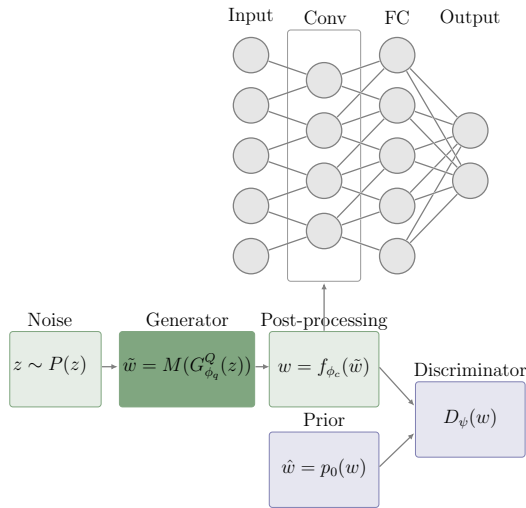 Input Conv FC Output
Noise Generator Post-processing
z ∼ P(z) w̃ = M(G^Q_{ϕ_q}(z)) w = f_{ϕ_c}(w̃)
Discriminator
Prior
D_ψ(w)
ŵ = p_0(w)